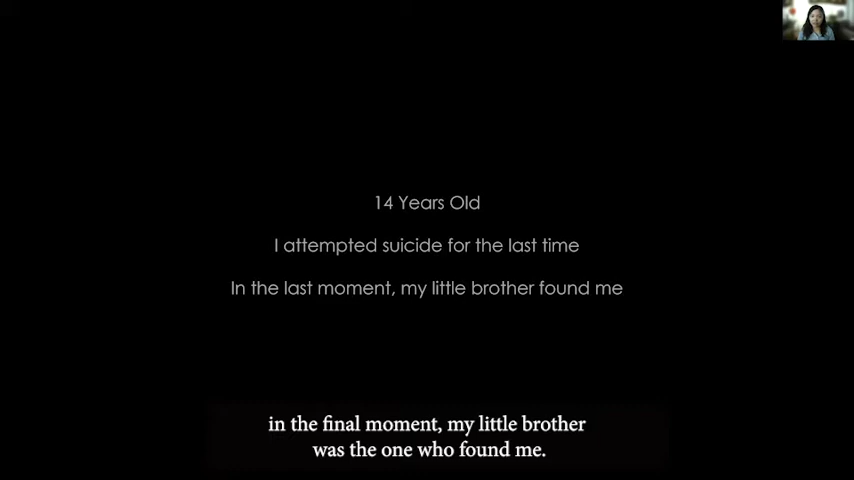 14 Years Old
I attempted suicide for the last time
In the last moment, my little brother found me
in the final moment, my little brother
was the one who found me.